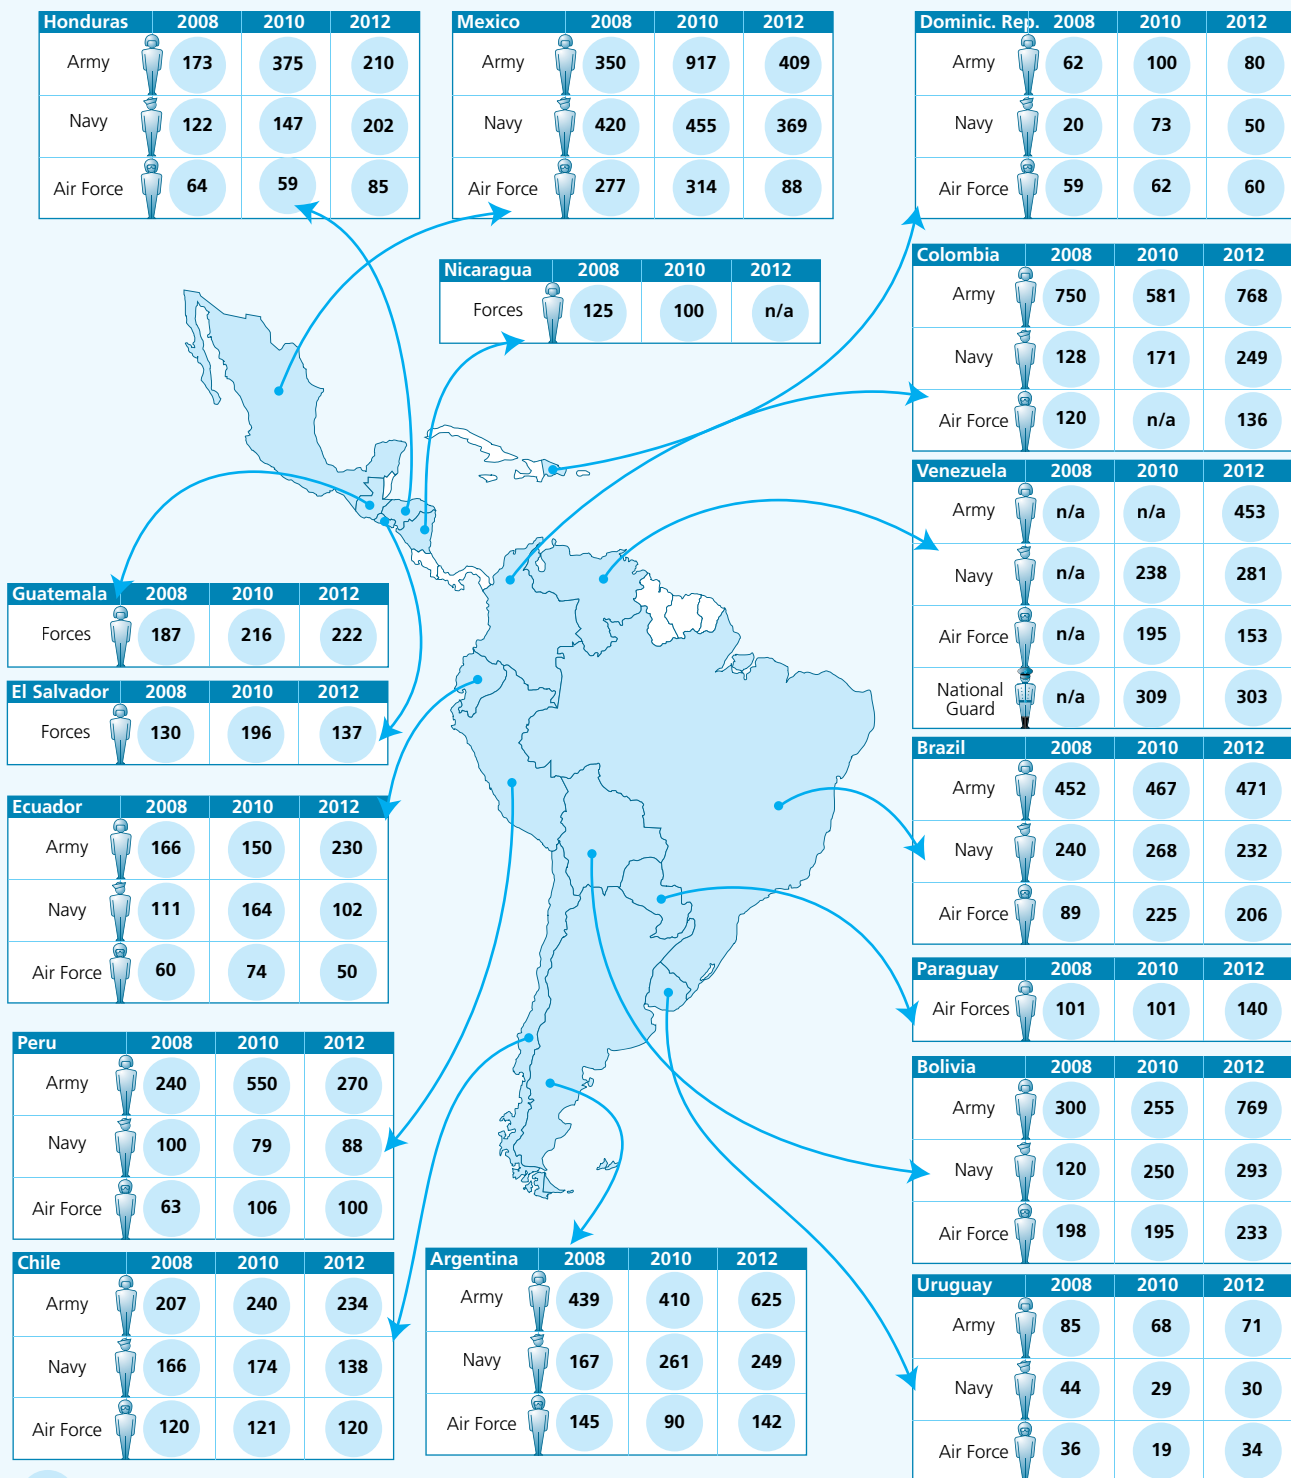 Honduras 2008 2010 2012
Army 173 375 210
Navy 122 147 202
Air Force 64 59 85
Mexico 2008 2010 2012
Army 350 917 409
Navy 420 455 369
Air Force 277 314 88
Dominic. Rep. 2008 2010 2012
Army 62 100 80
Navy 20 73 50
Air Force 59 62 60
Nicaragua 2008 2010 2012
Forces 125 100 n/a
Colombia 2008 2010 2012
Army 750 581 768
Navy 128 171 249
Air Force 120 n/a 136
Venezuela 2008 2010 2012
Army n/a n/a 453
Navy n/a 238 281
Air Force n/a 195 153
National
Guard n/a 309 303
Guatemala 2008 2010 2012
Forces 187 216 222
El Salvador 2008 2010 2012
Forces 130 196 137
Ecuador 2008 2010 2012
Army 166 150 230
Navy 111 164 102
Air Force 60 74 50
Brazil 2008 2010 2012
Army 452 467 471
Navy 240 268 232
Air Force 89 225 206
Paraguay 2008 2010 2012
Air Forces 101 101 140
Peru 2008 2010 2012
Army 240 550 270
Navy 100 79 88
Air Force 63 106 100
Bolivia 2008 2010 2012
Army 300 255 769
Navy 120 250 293
Air Force 198 195 233
Chile 2008 2010 2012
Army 207 240 234
Navy 166 174 138
Air Force 120 121 120
Argentina 2008 2010 2012
Army 439 410 625
Navy 167 261 249
Air Force 145 90 142
Uruguay 2008 2010 2012
Army 85 68 71
Navy 44 29 30
Air Force 36 19 34